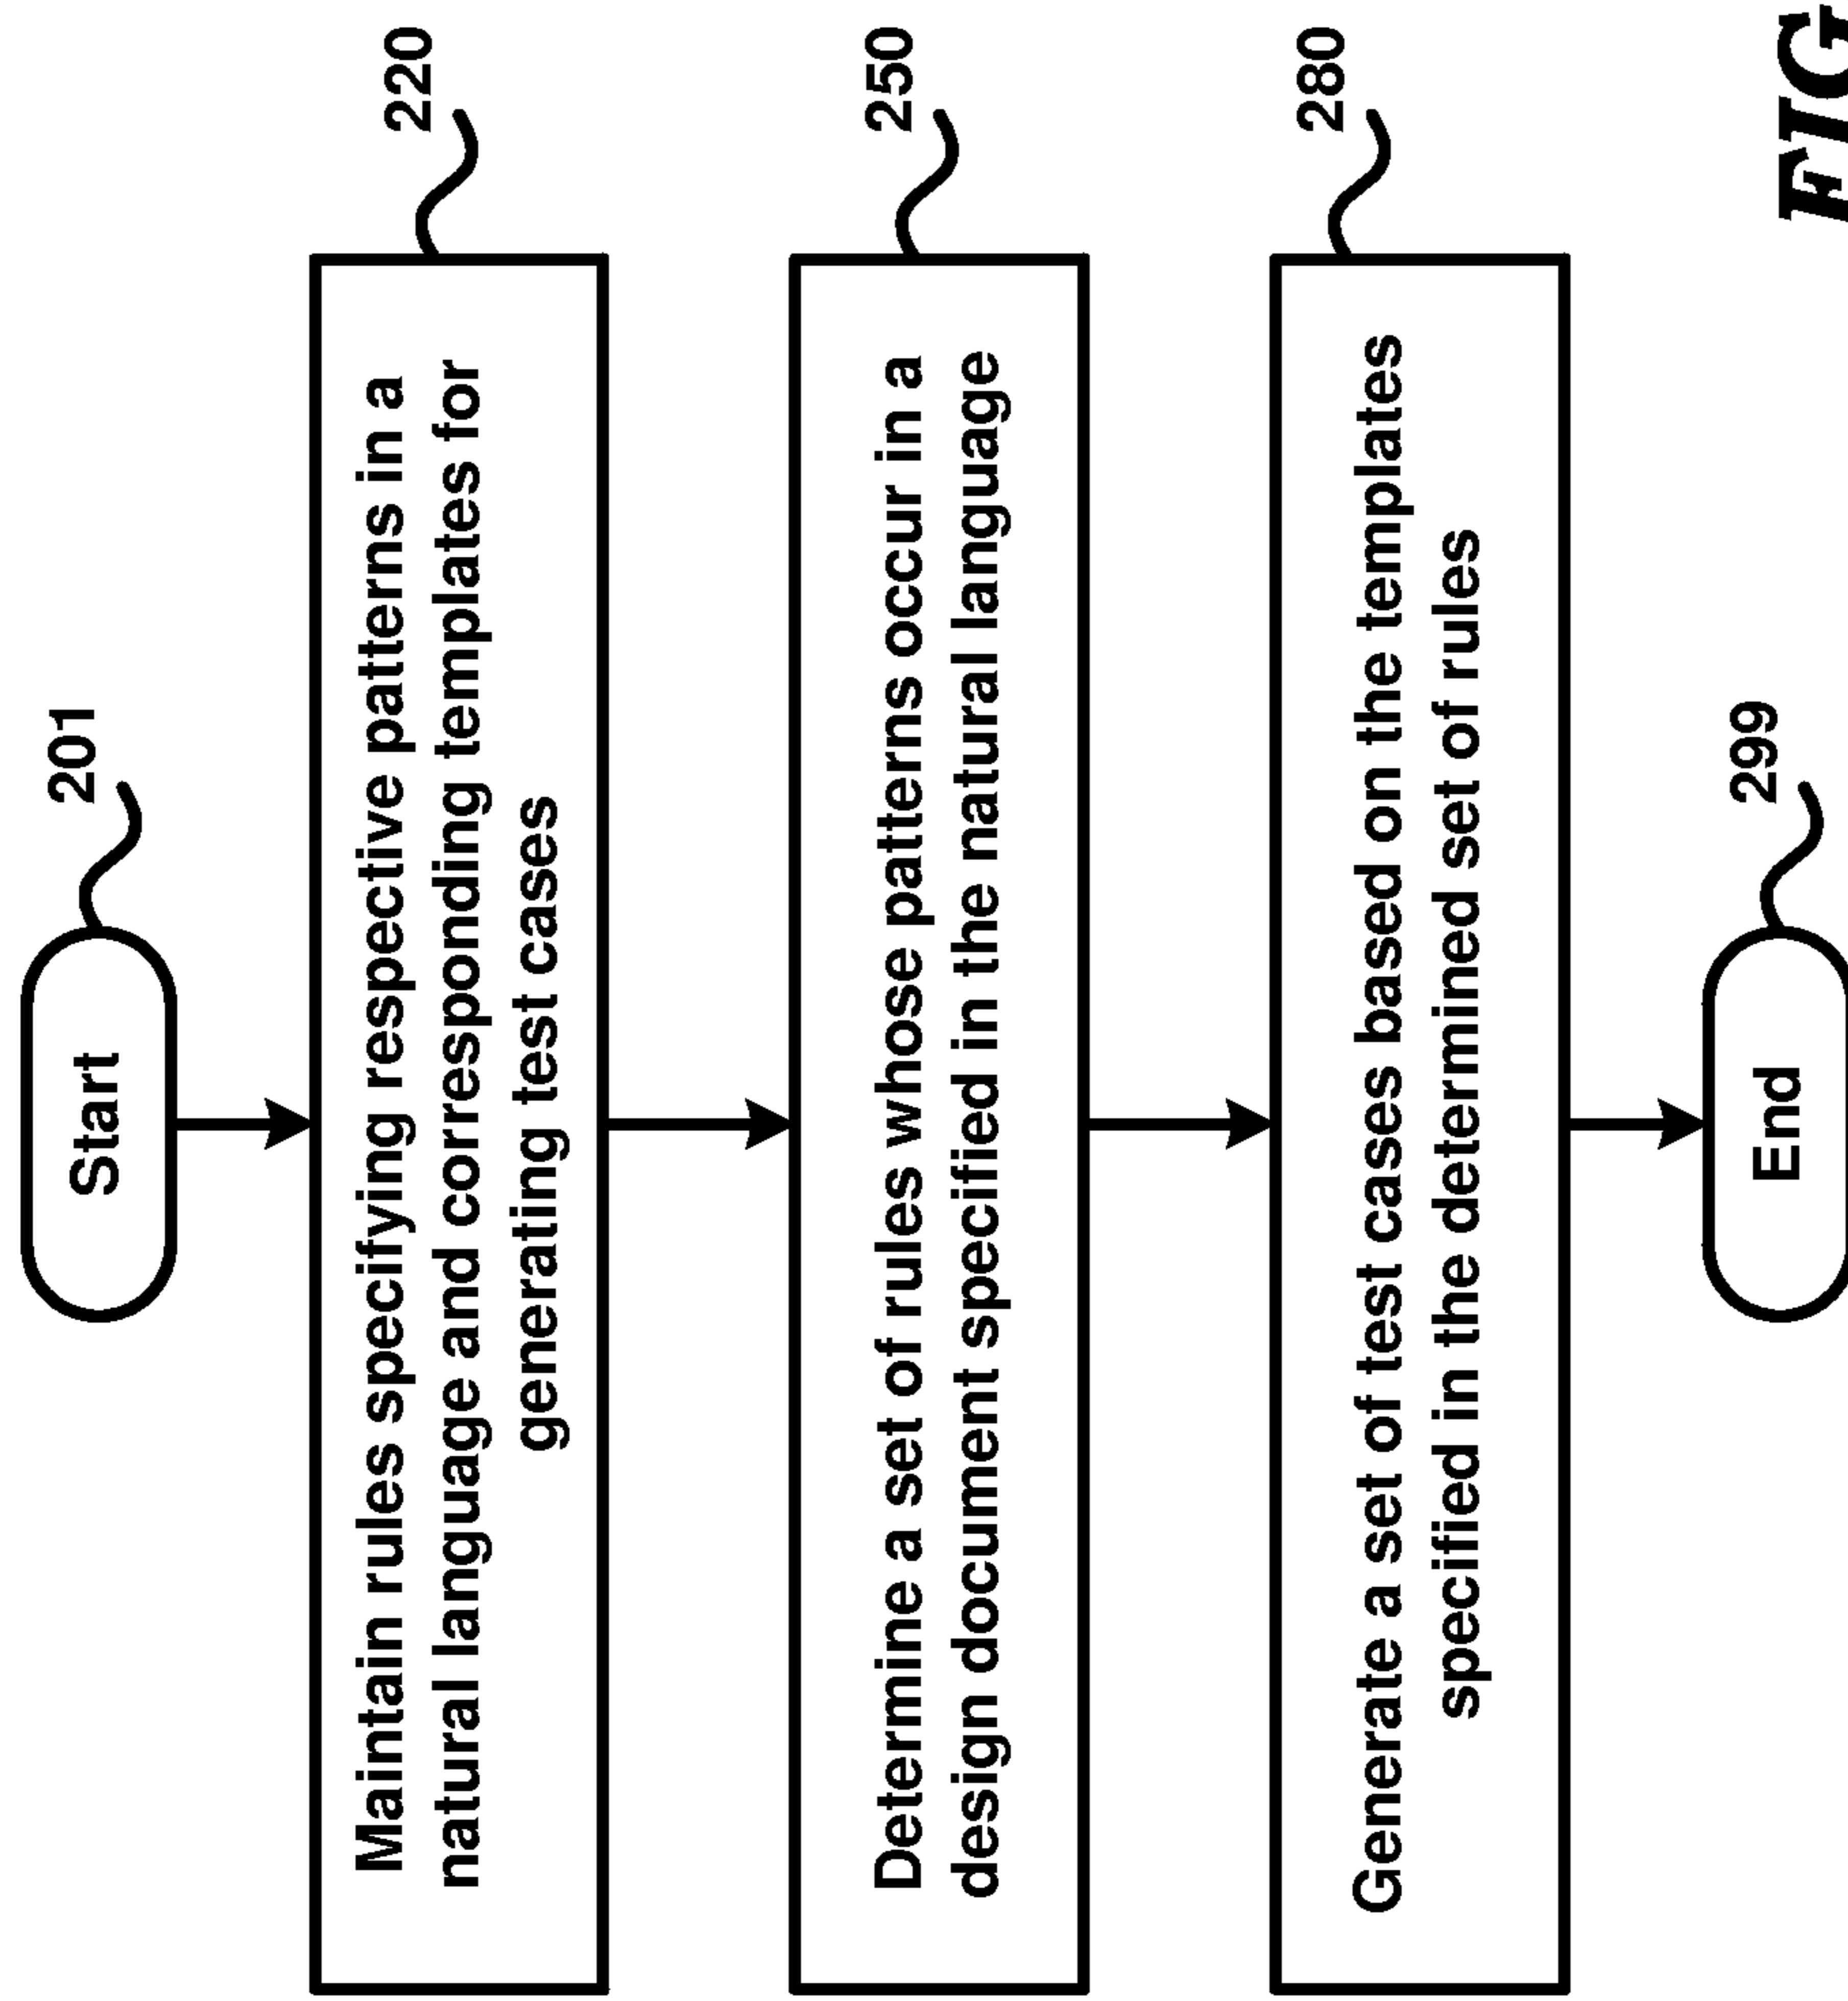 201
Start
220
Maintain rules specifying respective patterns in a
natural language and corresponding templates for
generating test cases
250
Determine a set of rules whose patterns occur in a
design document specified in the natural language
280
Generate a set of test cases based on the templates
specified in the determined set of rules
299
End
FIG